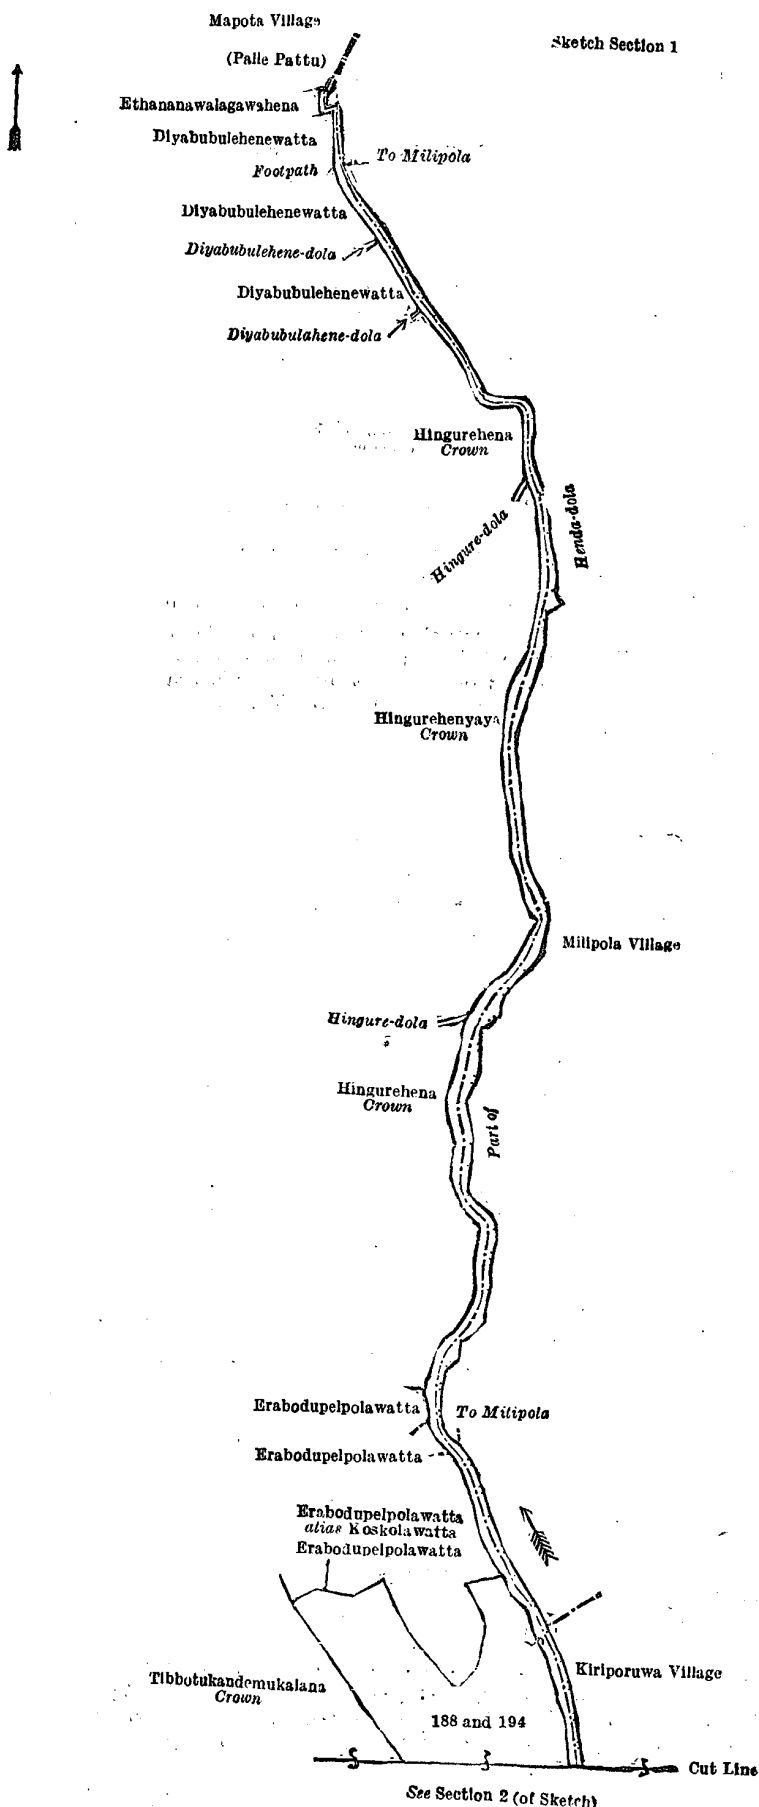 Mapota Village
Sketch Section 1
(Palle Pattu)
Ethananawalagawahena
Diyabubulehenewatta
To Milipola
Footpath
Diyabubulehenewatta
Diyabubulehene-dola
Diyabubulehenewatta
Diyabubulahene-dola
Hingurehena
Crown
Hingure-dola
Henda-dola
Hingurehenyaya
Crown
Milipola Village
Hingure-dola
Hingurehena
Crown
Part of
Erabodupelpolawatta
To Milipola
Erabodupelpolawatta
Erabodupelpolawatta
alias Koskolawatta
Erabodupelpolawatta
Kiriporuwa Village
Tibbotukandemukalana
Crown
188 and 194
Cut Line
See Section 2 (of Sketch)